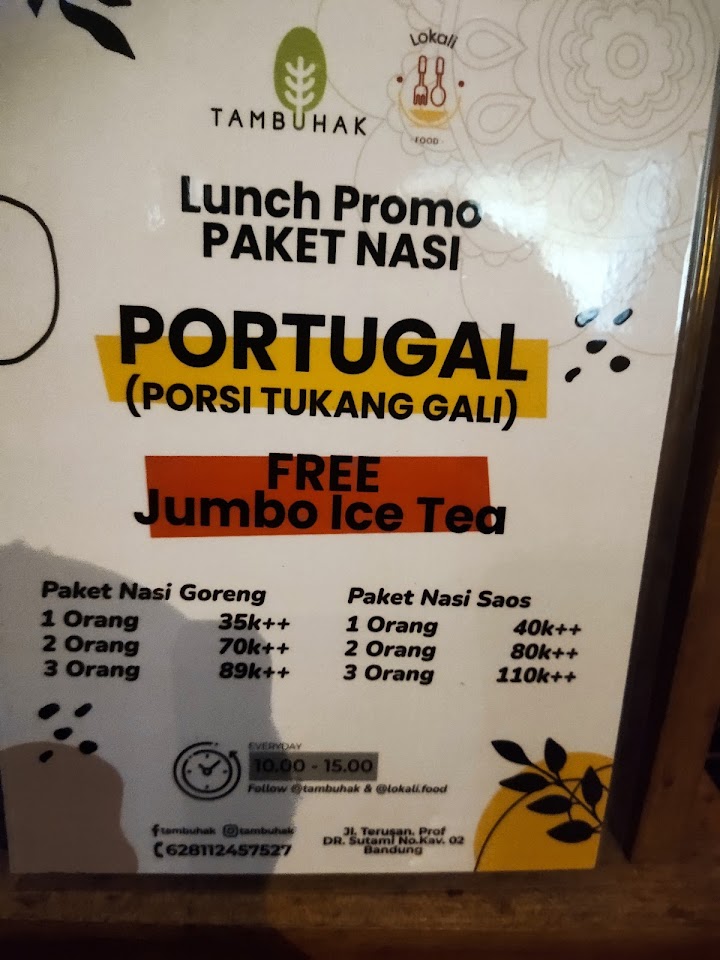 TAMBUHAK
Lokali
FOOD
Lunch Promo
PAKET NASI
PORTUGAL
(PORSI TUKANG GALI)
FREE
Jumbo Ice Tea
Paket Nasi Goreng
1 Orang 35k++
2 Orang 70k++
3 Orang 89k++
Paket Nasi Saos
1 Orang 40k++
2 Orang 80k++
3 Orang 110k++
EVERYDAY
10.00 - 15.00
Follow @tambuhak & @lokali.food
tambuhak tambuhak
628112457527
Jl. Terusan. Prof
DR. Sutami No.Kav. 02
Bandung